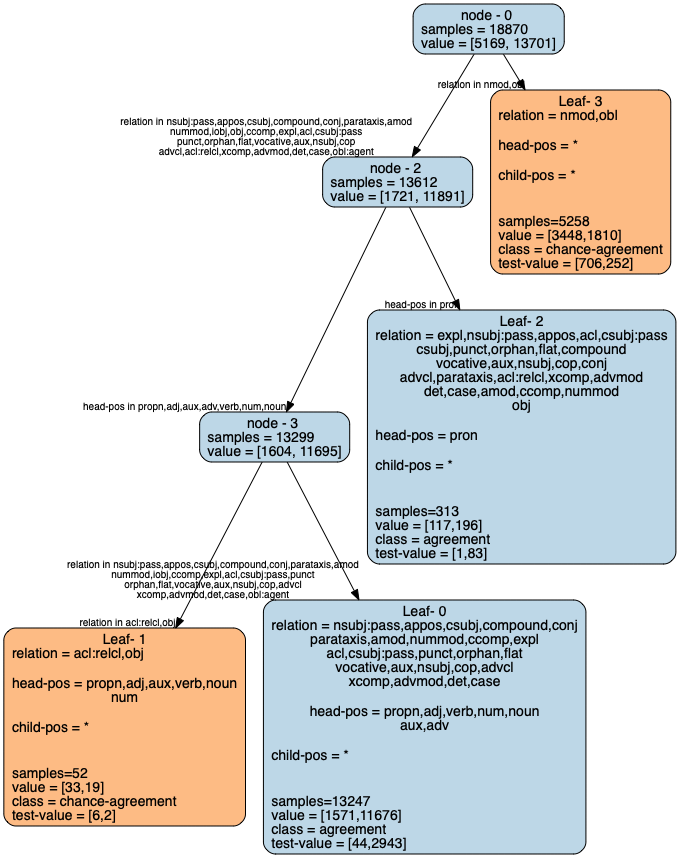 node - 0
samples = 18870
value = [5169, 13701]
relation in nmod,obl
Leaf- 3
relation = nmod,obl
head-pos = *
child-pos = *
samples=5258
value = [3448,1810]
class = chance-agreement
test-value = [706,252]
relation in nsubj:pass,appos,csubj,compound,conj,parataxis,amod
nummod,iobj,obj,ccomp,expl,acl,csubj:pass
punct,orphan,flat,vocative,aux,nsubj,cop
advcl,acl:relcl,xcomp,advmod,det,case,obl:agent
node - 2
samples = 13612
value = [1721, 11891]
head-pos in pron
Leaf- 2
relation = expl,nsubj:pass,appos,acl,csubj:pass
csubj,punct,orphan,flat,compound
vocative,aux,nsubj,cop,conj
advcl,parataxis,acl:relcl,xcomp,advmod
det,case,amod,ccomp,nummod
obj
head-pos = pron
child-pos = *
samples=313
value = [117,196]
class = agreement
test-value = [1,83]
head-pos in propn,adj,aux,adv,verb,num,noun
node - 3
samples = 13299
value = [1604, 11695]
relation in nsubj:pass,appos,csubj,compound,conj,parataxis,amod
nummod,iobj,ccomp,expl,acl,csubj:pass,punct
orphan,flat,vocative,aux,nsubj,cop,advcl
xcomp,advmod,det,case,obl:agent
relation in acl:relcl,obj
Leaf- 1
relation = acl:relcl,obj
head-pos = propn,adj,aux,verb,noun
num
child-pos = *
samples=52
value = [33,19]
class = chance-agreement
test-value = [6,2]
Leaf- 0
relation = nsubj:pass,appos,csubj,compound,conj
parataxis,amod,nummod,ccomp,expl
acl,csubj:pass,punct,orphan,flat
vocative,aux,nsubj,cop,advcl
xcomp,advmod,det,case
head-pos = propn,adj,verb,num,noun
aux,adv
child-pos = *
samples=13247
value = [1571,11676]
class = agreement
test-value = [44,2943]